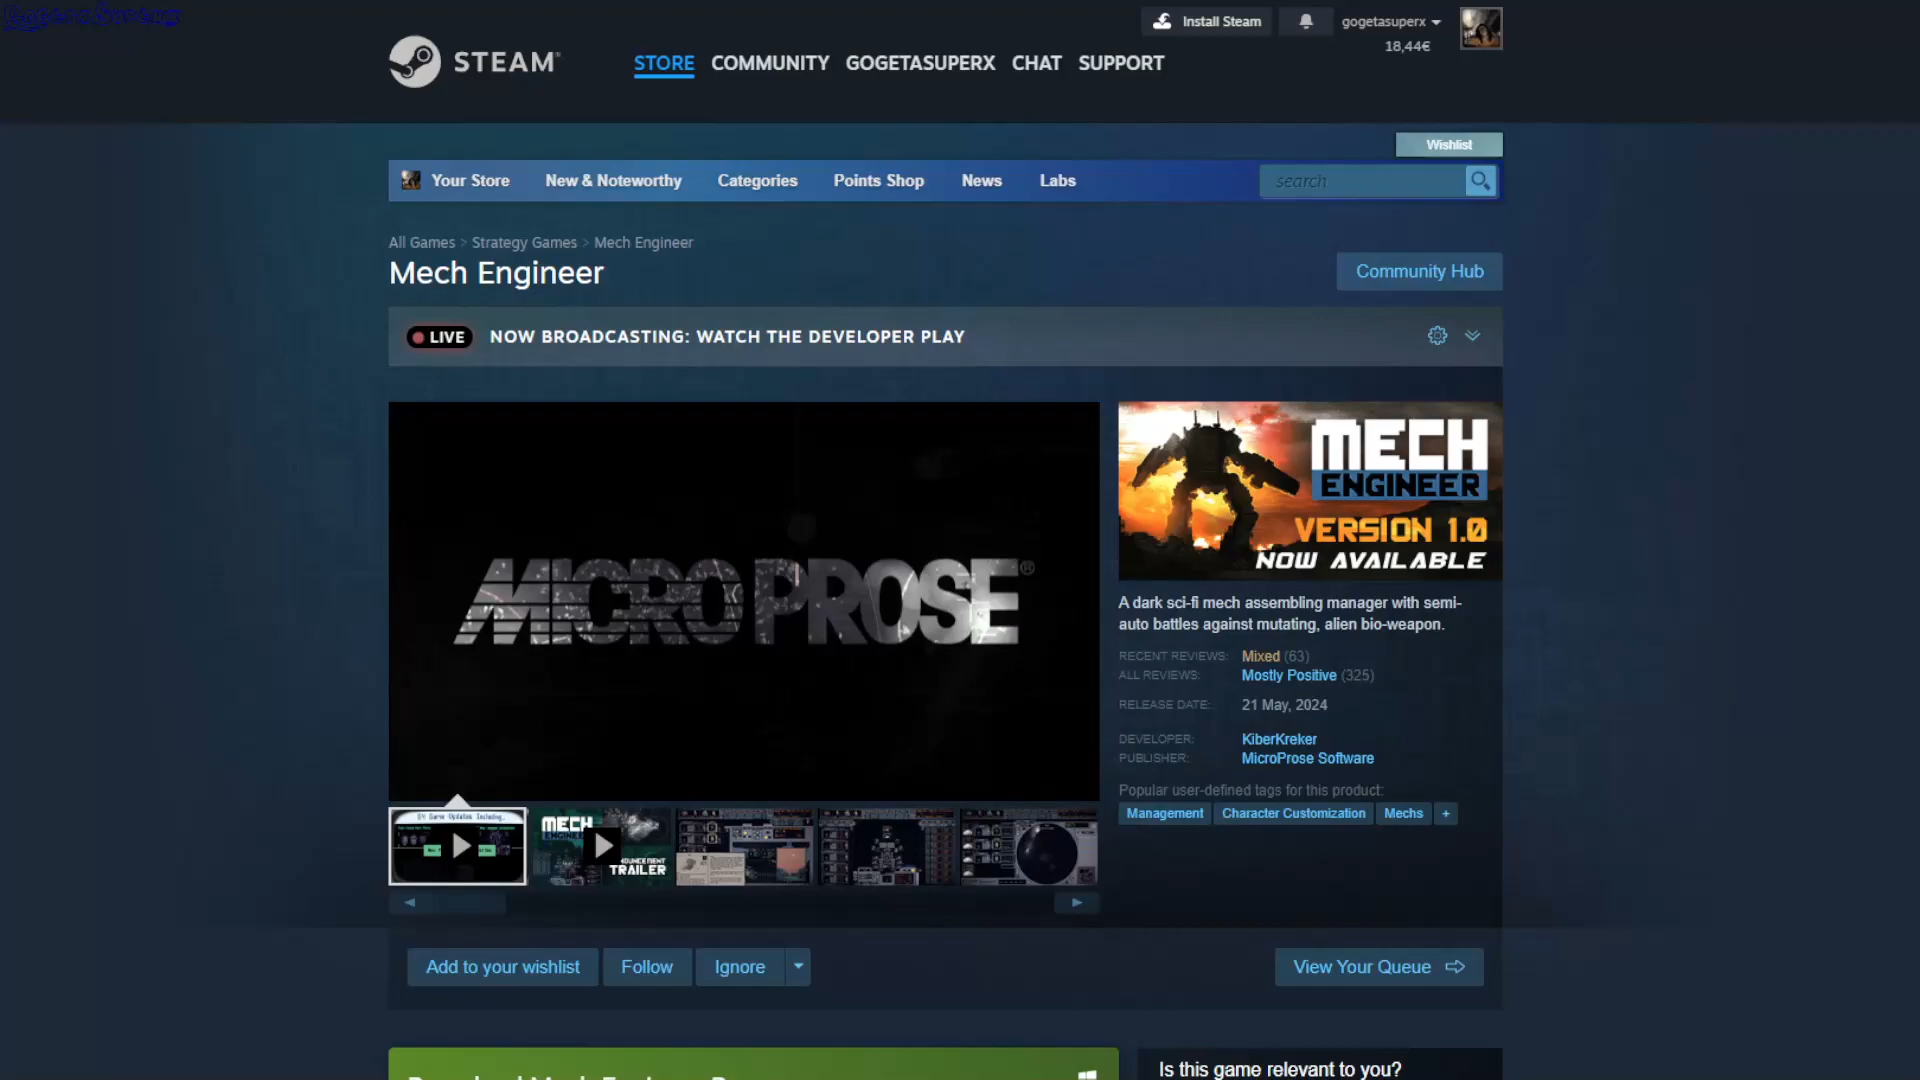 Install Steam
gogetasuperx
18,44€
STEAM
STORE COMMUNITY GOGETASUPERX CHAT SUPPORT
Wishlist
Your Store New & Noteworthy Categories Points Shop News Labs search
All Games > Strategy Games > Mech Engineer
Mech Engineer
Community Hub
LIVE NOW BROADCASTING: WATCH THE DEVELOPER PLAY
MICROPROSE®
MECH
ENGINEER
VERSION 1.0
NOW AVAILABLE
A dark sci-fi mech assembling manager with semi-
auto battles against mutating, alien bio-weapon.
RECENT REVIEWS: Mixed (63)
ALL REVIEWS: Mostly Positive (325)
RELEASE DATE: 21 May, 2024
DEVELOPER: KiberKreker
PUBLISHER: MicroProse Software
Popular user-defined tags for this product:
Management Character Customization Mechs +
MECH
TRAILER
Add to your wishlist Follow Ignore View Your Queue
Is this game relevant to you?